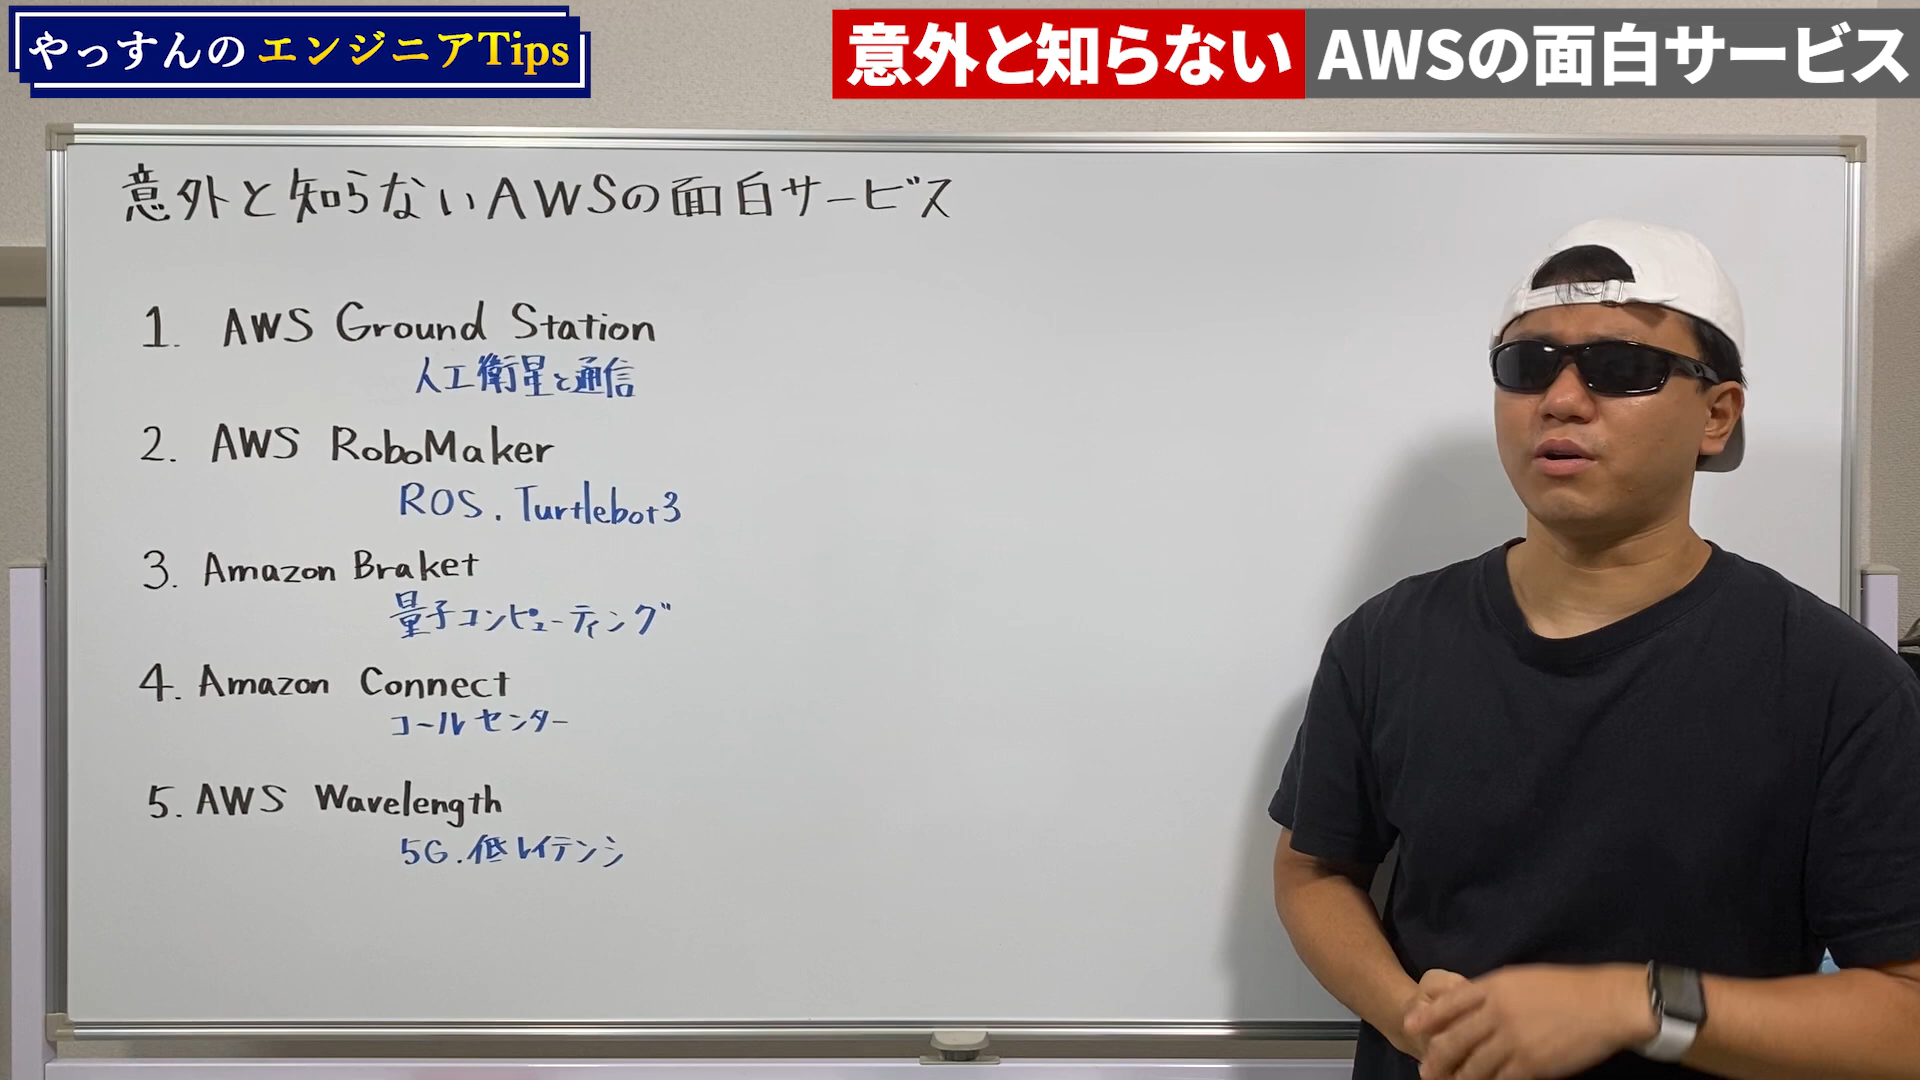 やっすんのエンジニアTips
意外と知らない AWSの面白サービス
意外と知らないAWSの面白サービス
1. AWS Ground Station
人工衛星と通信
2. AWS RoboMaker
ROS. Turtlebot3
3. Amazon Braket
量子コンピューティング
4. Amazon Connect
コールセンター
5. AWS Wavelength
5G.低レイテンシ